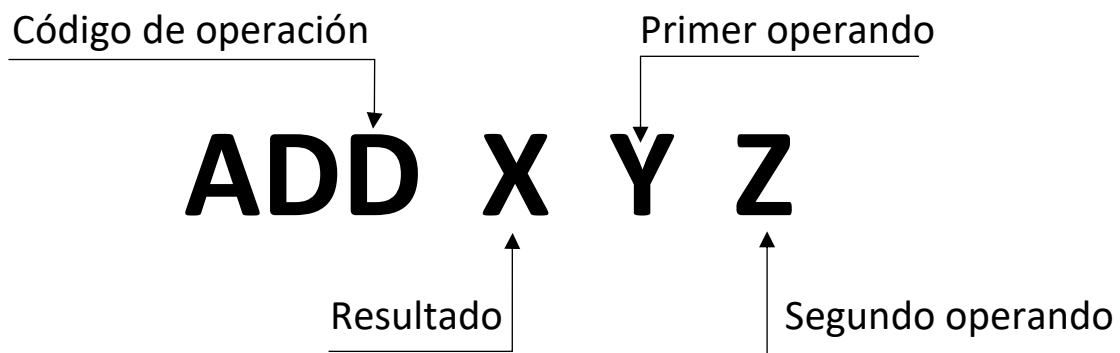 Código de operación
Primer operando
ADD X Y Z
Resultado
Segundo operando